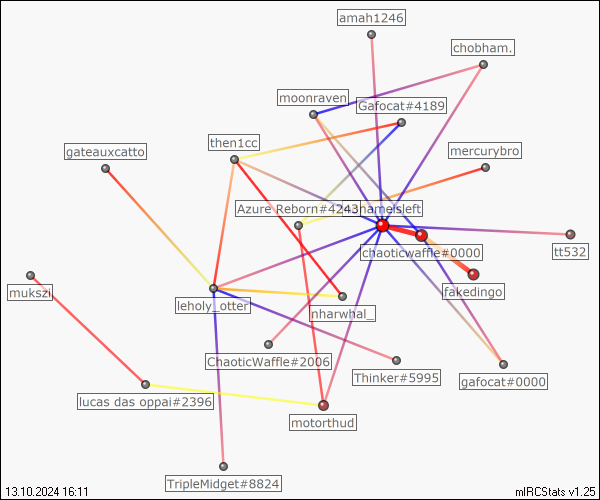 amah1246
chobham.
moonraven
Gafocat#4189
then1cc
mercurybro
gateauxcatto
Azure Reborn#4243
nameisleft
chaoticwaffle#0000
tt532
mukszi
fakedingo
leholy_otter
nharwhal_
ChaoticWaffle#2006
Thinker#5995
gafocat#0000
lucas das oppai#2396
motorthud
TripleMidget#8824
13.10.2024 16:11
mIRCStats v1.25